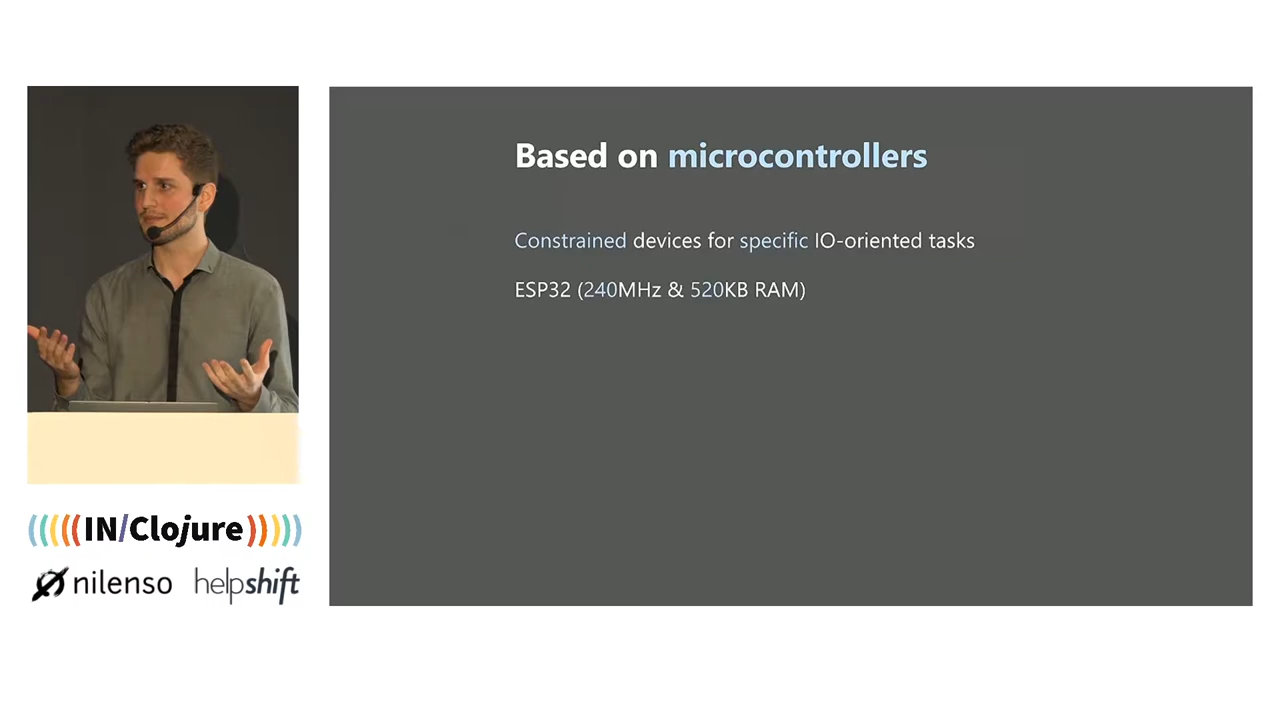 Based on microcontrollers
Constrained devices for specific IO-oriented tasks
ESP32 (240MHz & 520KB RAM)
(((((IN/Clojure)))))
nilenso helpshift